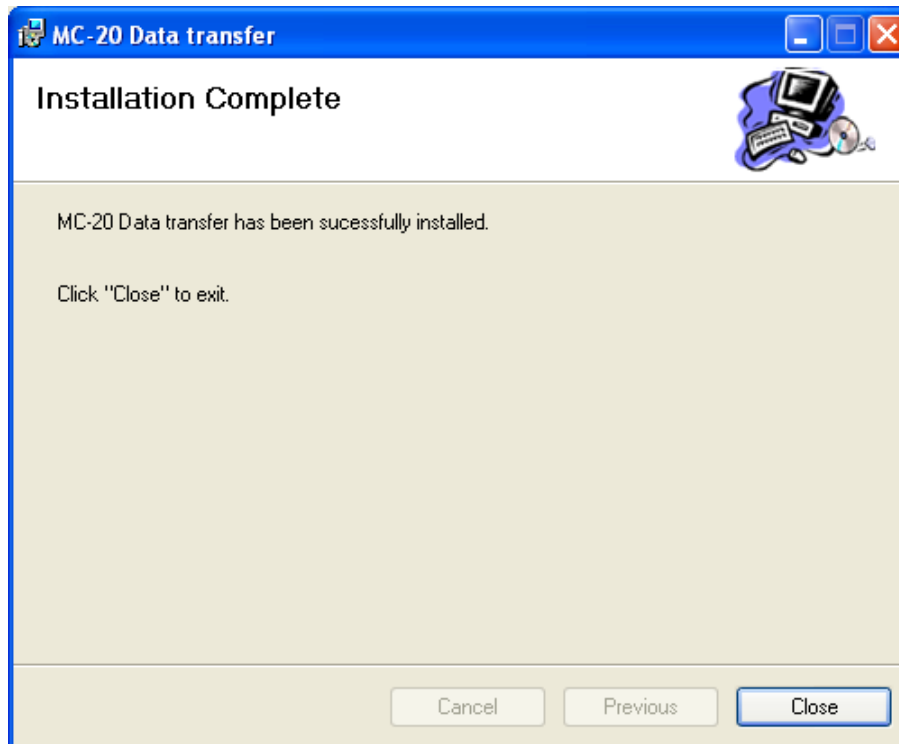 MC-20 Data transfer
Installation Complete
MC-20 Data transfer has been sucessfully installed.
Click "Close" to exit.
Cancel
Previous
Close